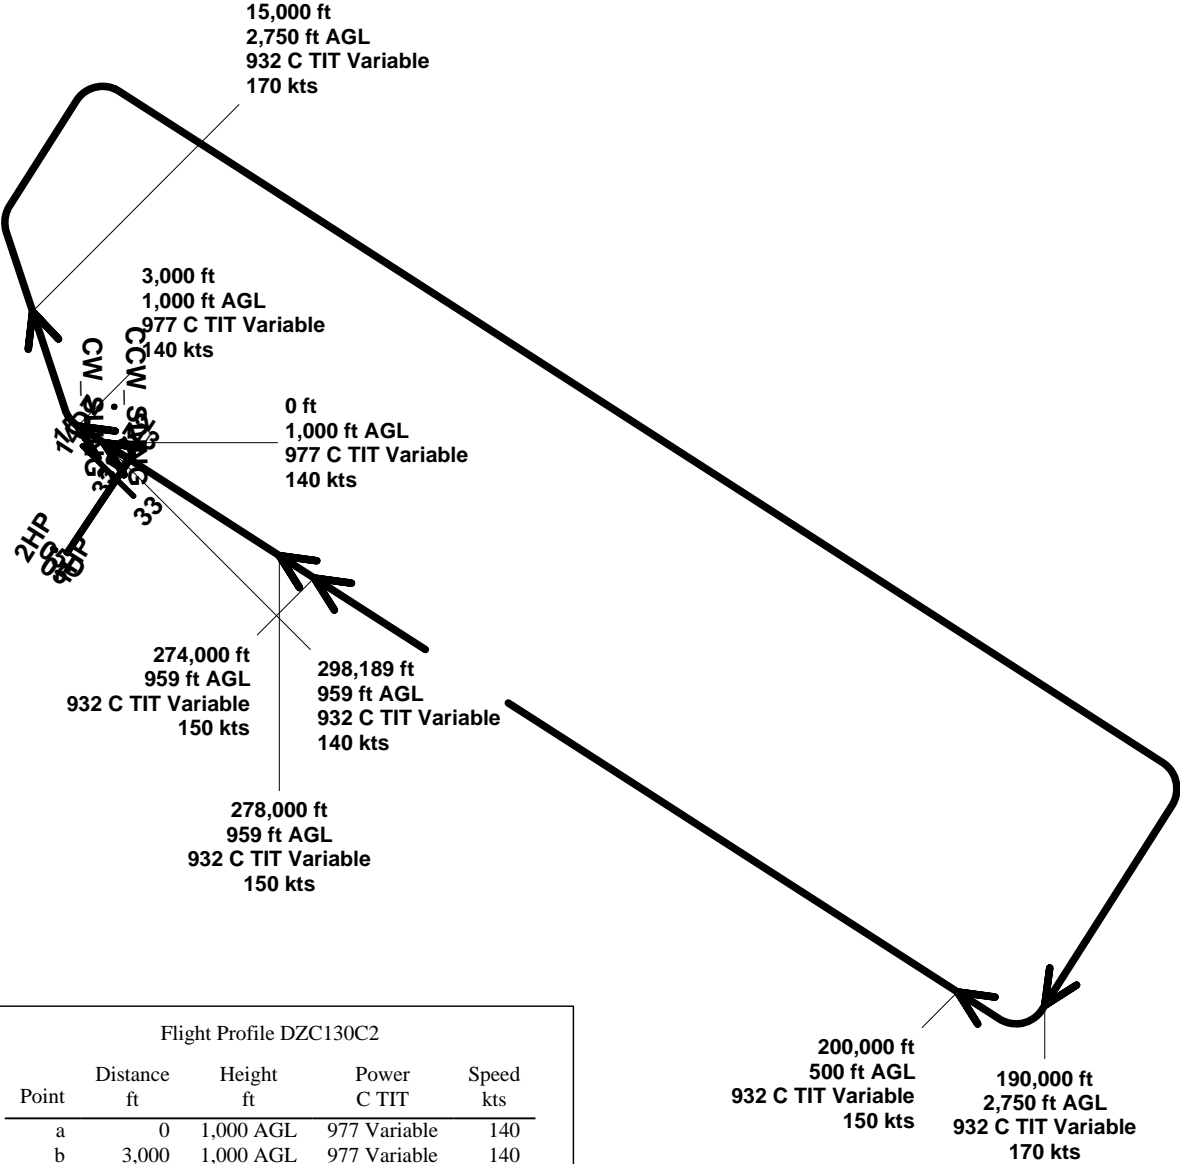 15,000 ft
2,750 ft AGL
932 C TIT Variable
170 kts
3,000 ft
1,000 ft AGL
977 C TIT Variable
140 kts
0 ft
1,000 ft AGL
977 C TIT Variable
140 kts
CCW_SLUNG
33
2HP
274,000 ft
959 ft AGL
932 C TIT Variable
150 kts
298,189 ft
959 ft AGL
932 C TIT Variable
140 kts
278,000 ft
959 ft AGL
932 C TIT Variable
150 kts
200,000 ft
500 ft AGL
932 C TIT Variable
150 kts
190,000 ft
2,750 ft AGL
932 C TIT Variable
170 kts
Flight Profile DZC130C2
Distance Height Power Speed
Point ft ft C TIT kts
a 0 1,000 AGL 977 Variable 140
b 3,000 1,000 AGL 977 Variable 140